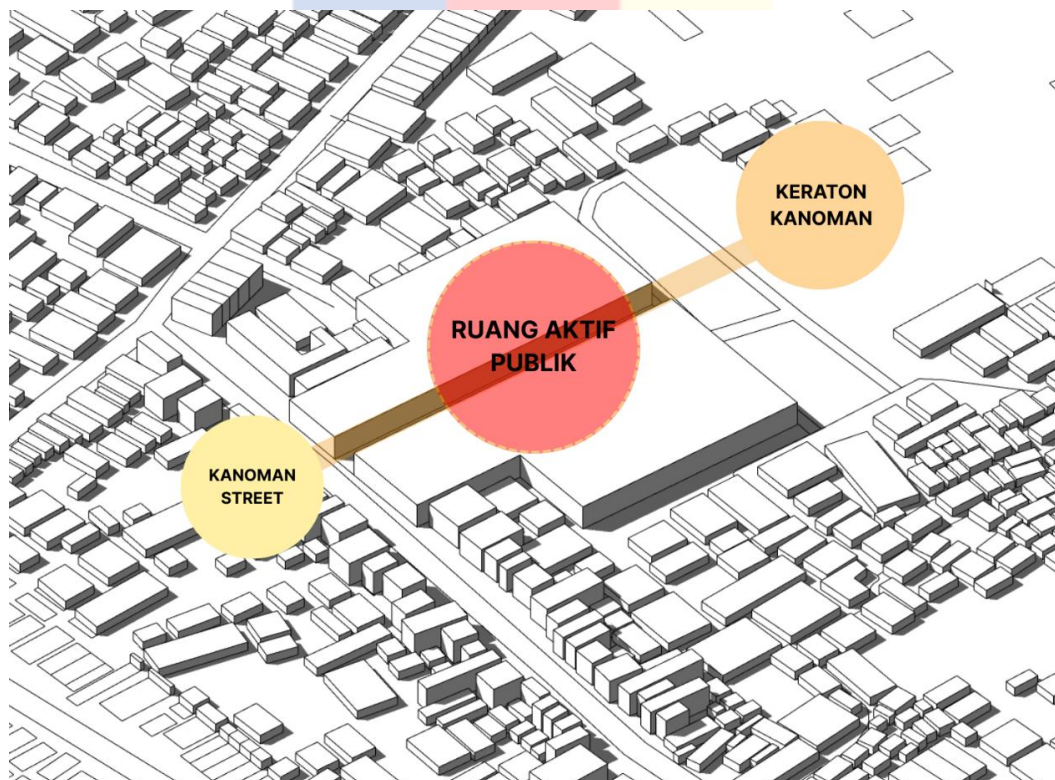 KERATON
KANOMAN
RUANG AKTIF
PUBLIK
KANOMAN
STREET